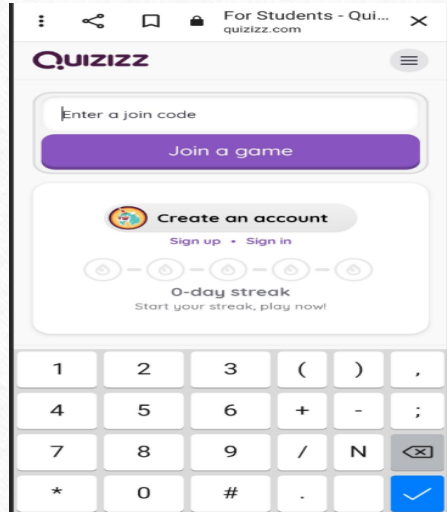 For Students - Qui...
quizizz.com
QUIZIZZ
Enter a join code
Join a game
Create an account
Sign up • Sign in
0-day streak
Start your streak, play now!
1 2 3 ( ) ,
4 5 6 + - ;
7 8 9 / N
* 0 # .